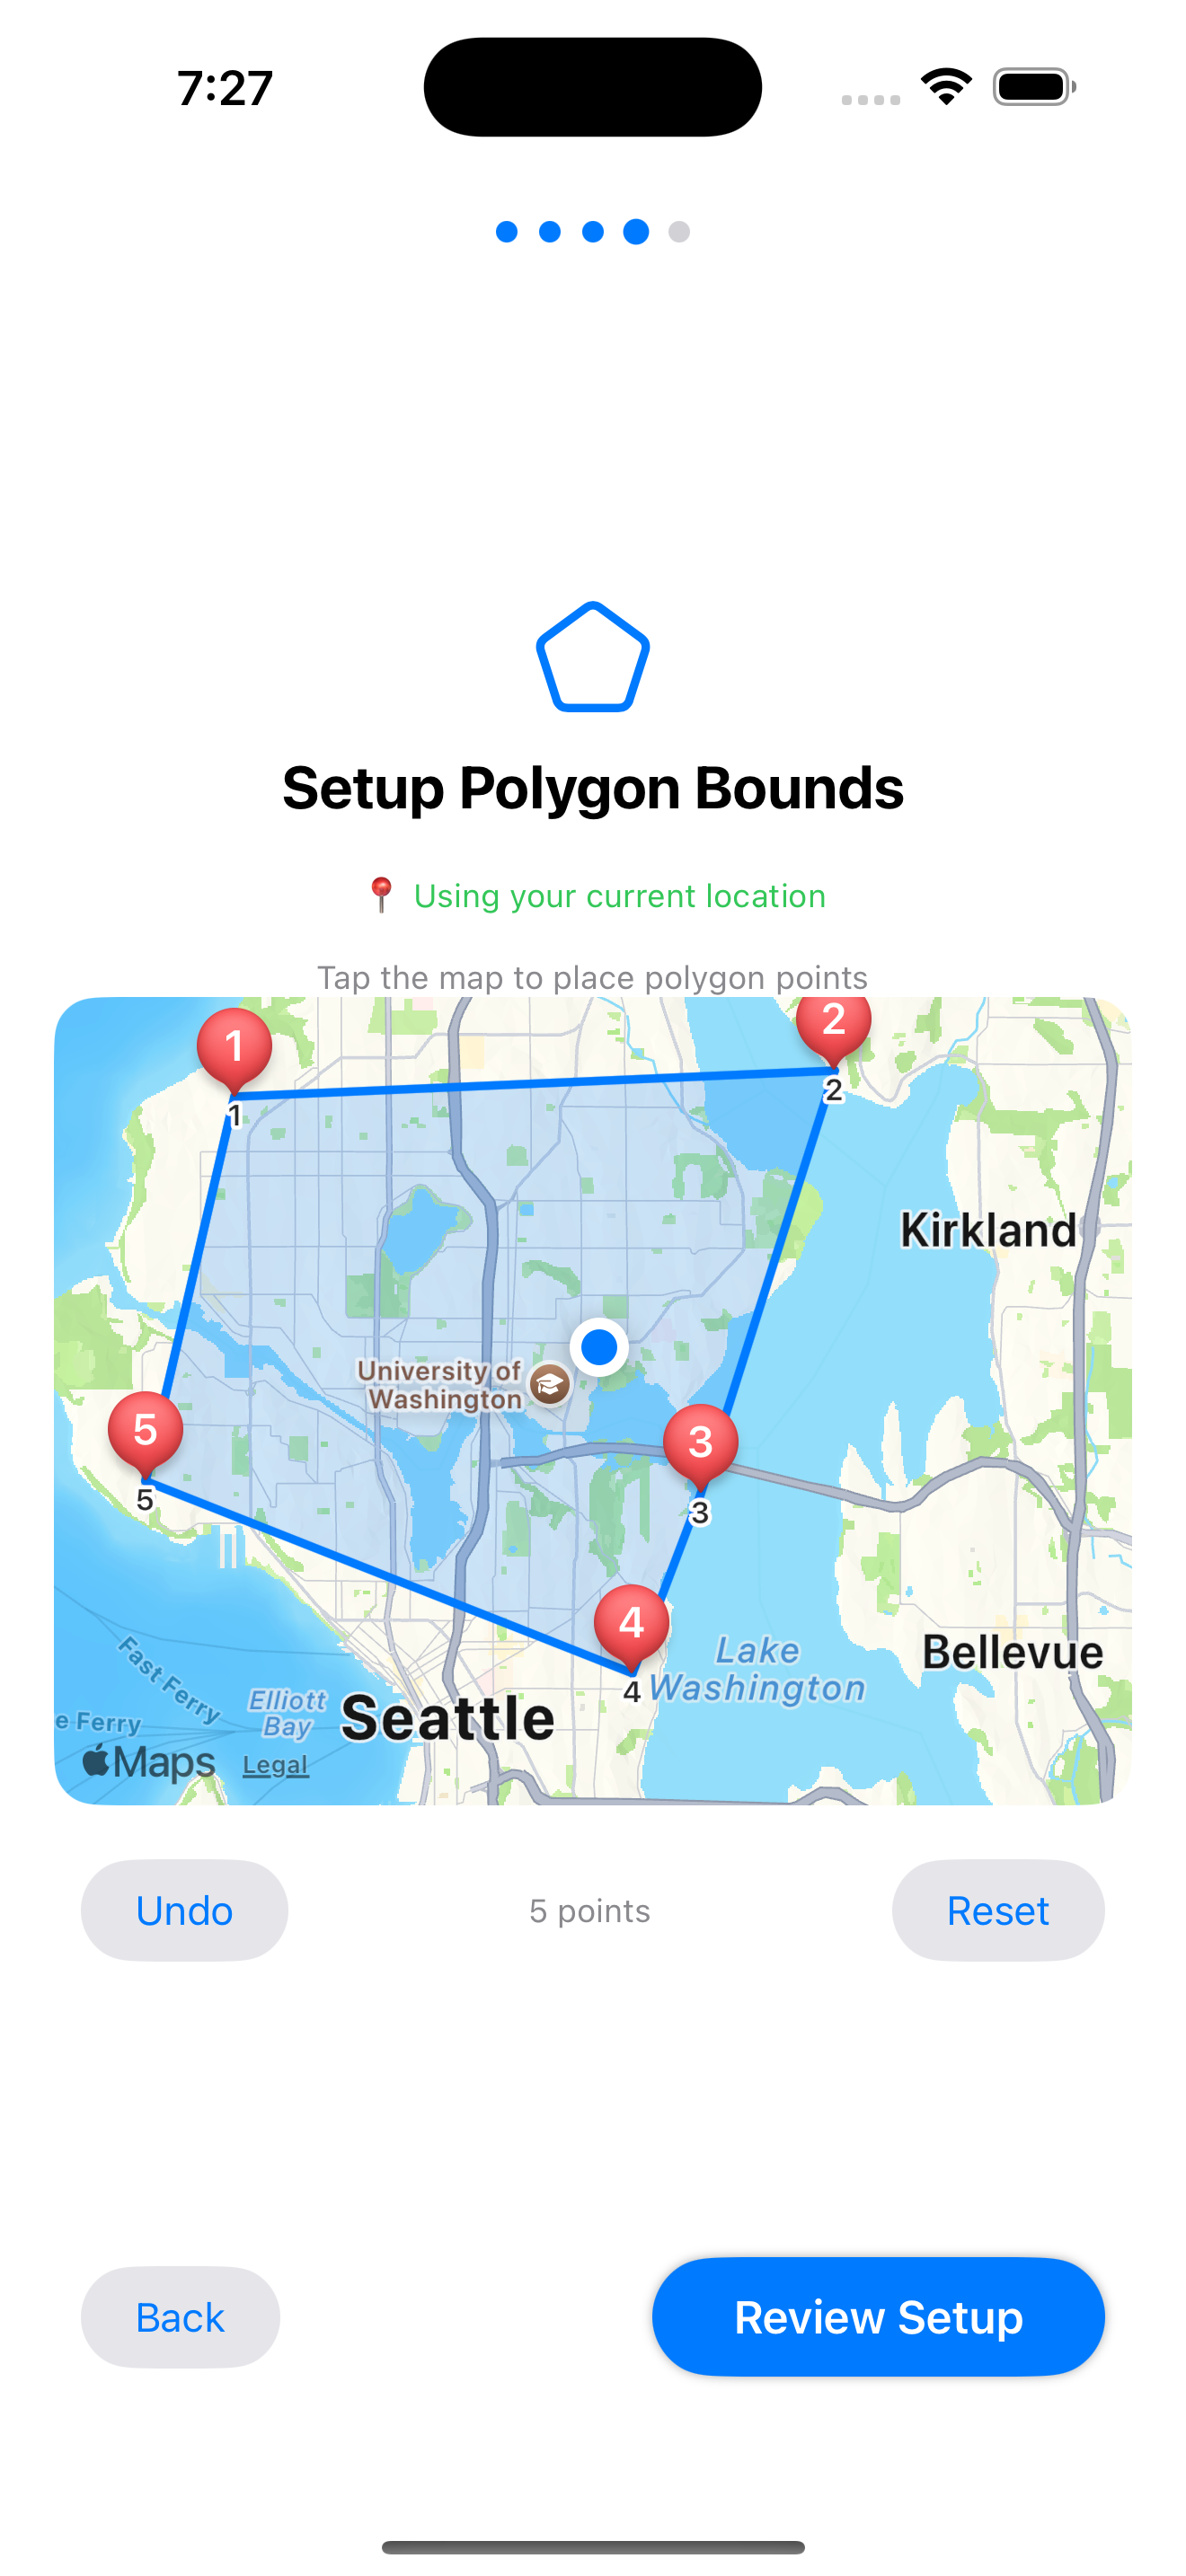 7:27
Setup Polygon Bounds
📍 Using your current location
Tap the map to place polygon points
1
2
1
2
Kirkland
University of
Washington
5
3
5
3
4
Fast Ferry
Lake
Washington
Bellevue
4
e Ferry
Elliott
Bay
Seattle
Maps
Legal
Undo
5 points
Reset
Back
Review Setup